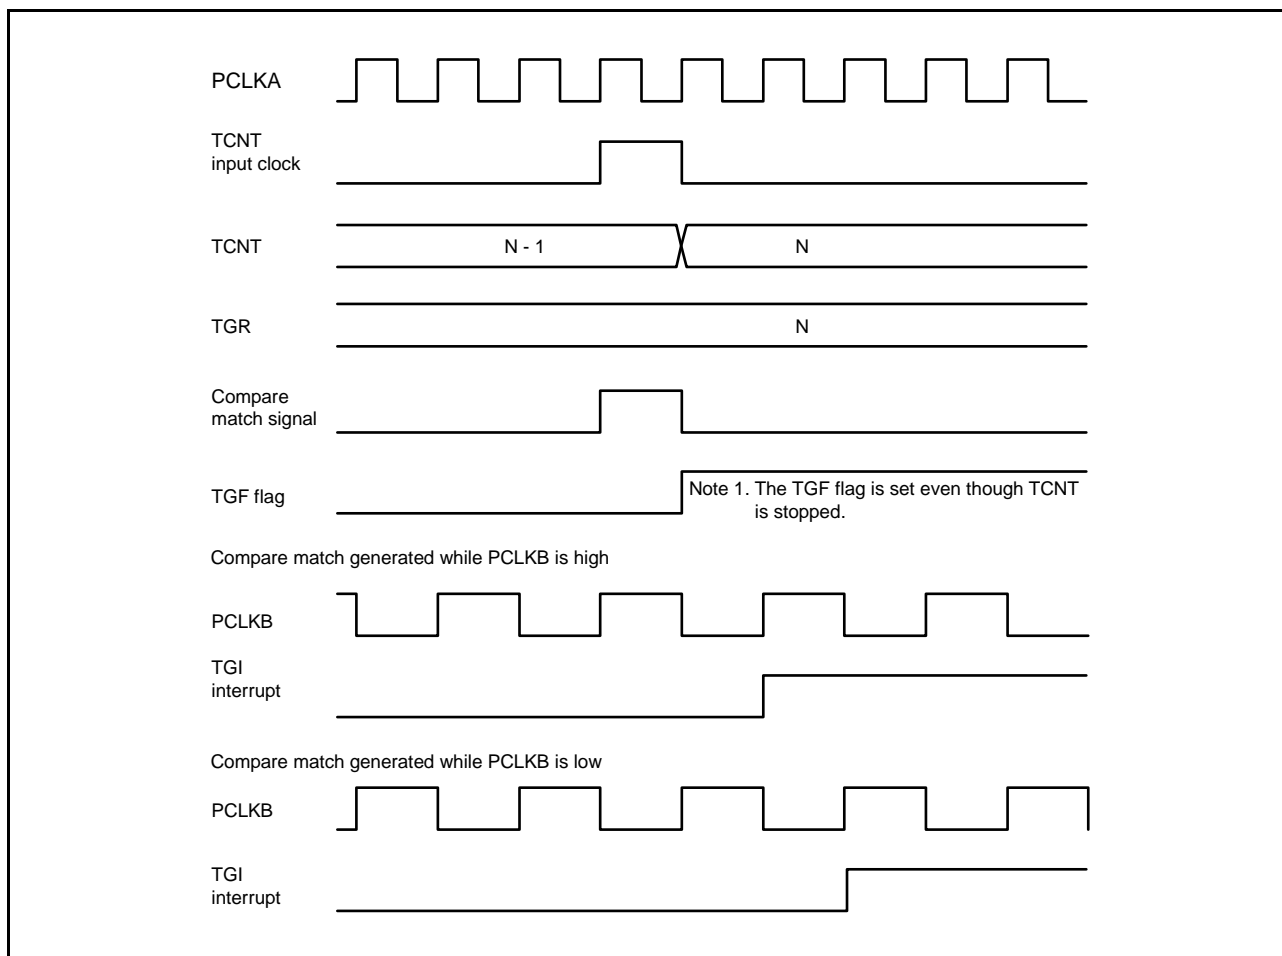 PCLKA
TCNT
input clock
TCNT
N - 1
N
TGR
N
Compare
match signal
TGF flag
Note 1. The TGF flag is set even though TCNT
is stopped.
Compare match generated while PCLKB is high
PCLKB
TGI
interrupt
Compare match generated while PCLKB is low
PCLKB
TGI
interrupt